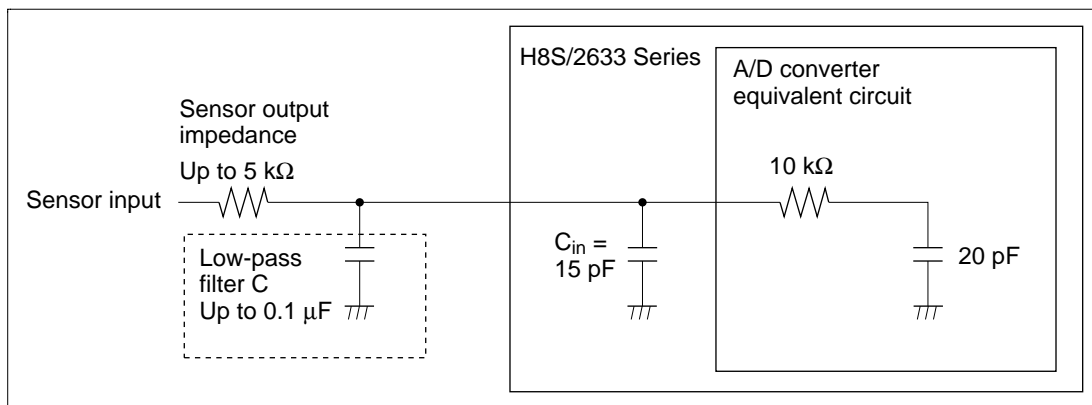 H8S/2633 Series
A/D converter
equivalent circuit
Sensor output
impedance
Up to 5 kΩ
10 kΩ
Sensor input
Low-pass
filter C
Up to 0.1 μF
Cin =
15 pF
20 pF